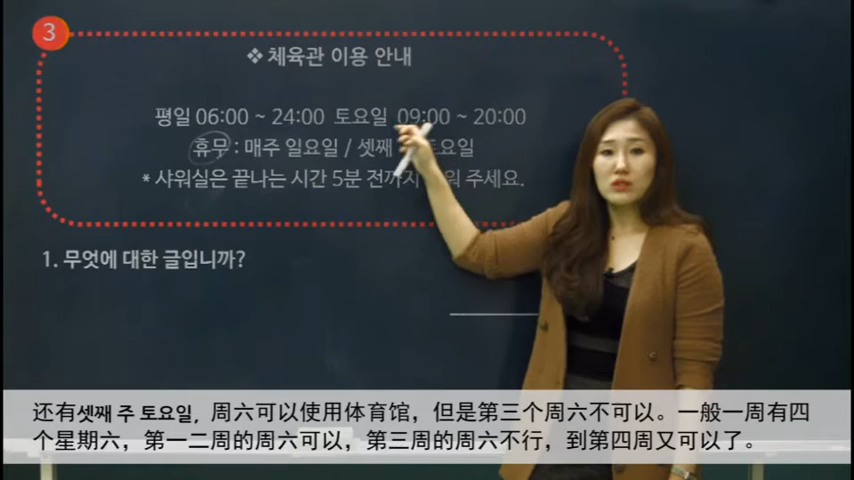 3
❖ 체육관 이용 안내
평일 06:00 ~ 24:00 토요일 09:00 ~ 20:00
휴무 : 매주 일요일 / 셋째 토요일
* 사워실은 끝나는 시간 5분 전까지 주세요.
1. 무엇에 대한 글입니까?
还有셋째 주 토요일, 周六可以使用体育馆，但是第三个周六不可以。一般一周有四
个星期六，第一二周的周六可以，第三周的周六不行，到第四周又可以了。